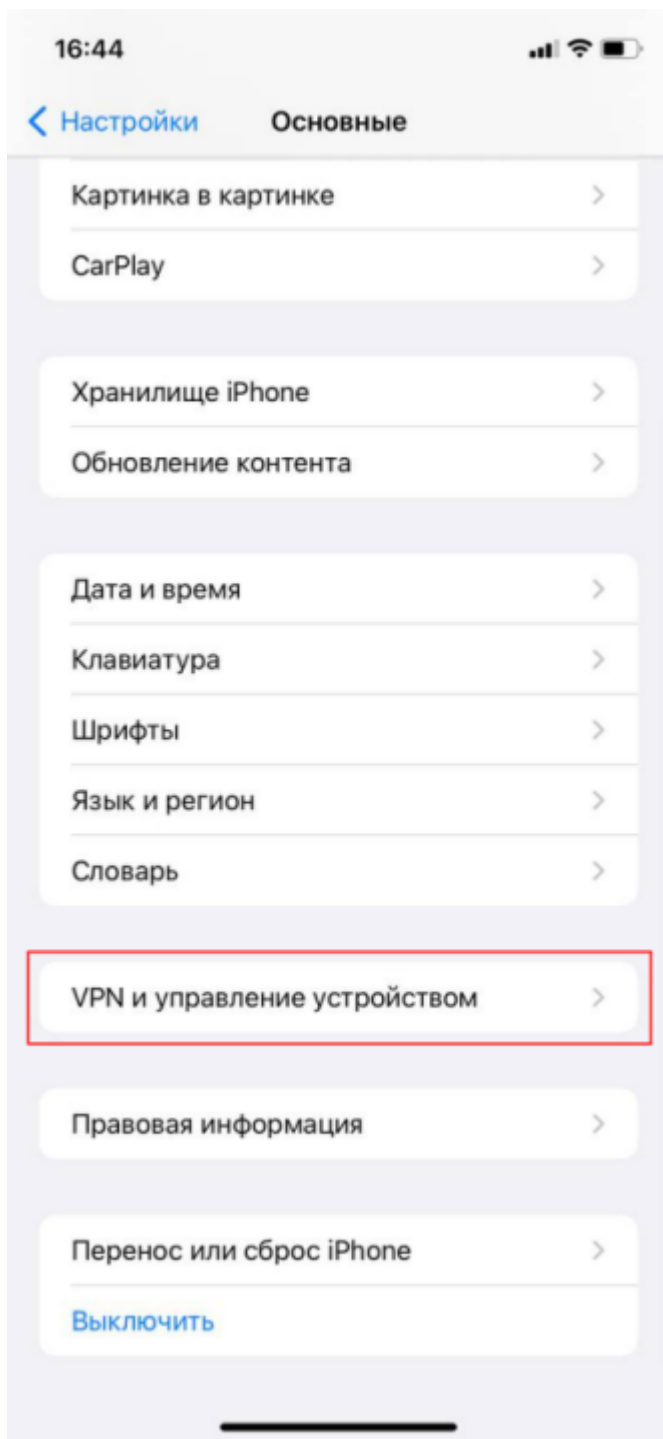 16:44
Настройки Основные
Картинка в картинке
CarPlay
Хранилище iPhone
Обновление контента
Дата и время
Клавиатура
Шрифты
Язык и регион
Словарь
VPN и управление устройством
Правовая информация
Перенос или сброс iPhone
Выключить